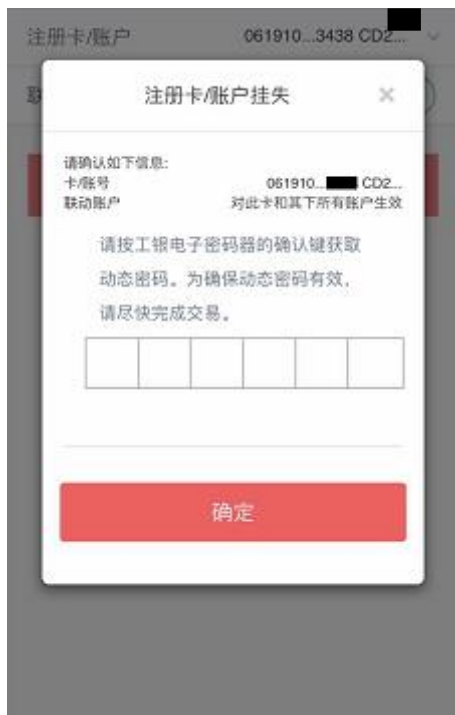 注册卡/账户 061910...3438 CD2...
联
注册卡/账户挂失 ×
请确认如下信息:
卡/账号 061910... CD2...
联动账户 对此卡和其下所有账户生效
请按工银电子密码器的确认键获取
动态密码。为确保动态密码有效,
请尽快完成交易。
确定